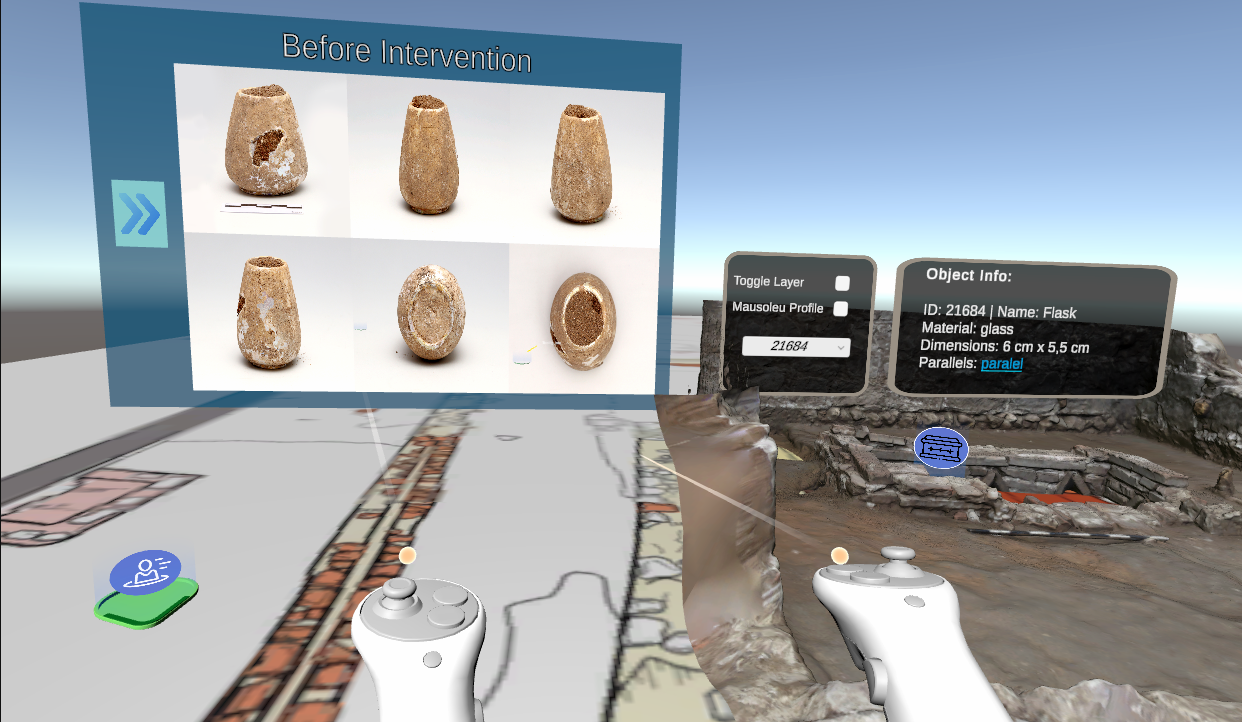 Before Intervention
Toggle Layer
Mausoleu Profile
21684
Object Info:
ID: 21684 | Name: Flask
Material: glass
Dimensions: 6 cm x 5,5 cm
Parallels: paralel